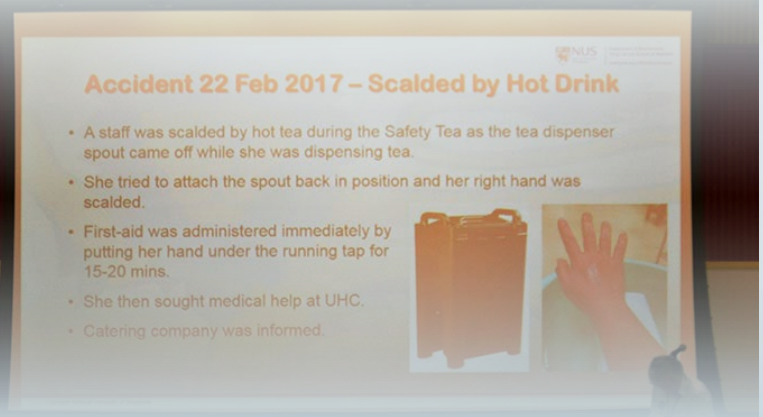 NUS
Accident 22 Feb 2017 – Scalded by Hot Drink
• A staff was scalded by hot tea during the Safety Tea as the tea dispenser
spout came off while she was dispensing tea.
• She tried to attach the spout back in position and her right hand was
scalded.
• First-aid was administered immediately by
putting her hand under the running tap for
15-20 mins.
• She then sought medical help at UHC.
• Catering company was informed.